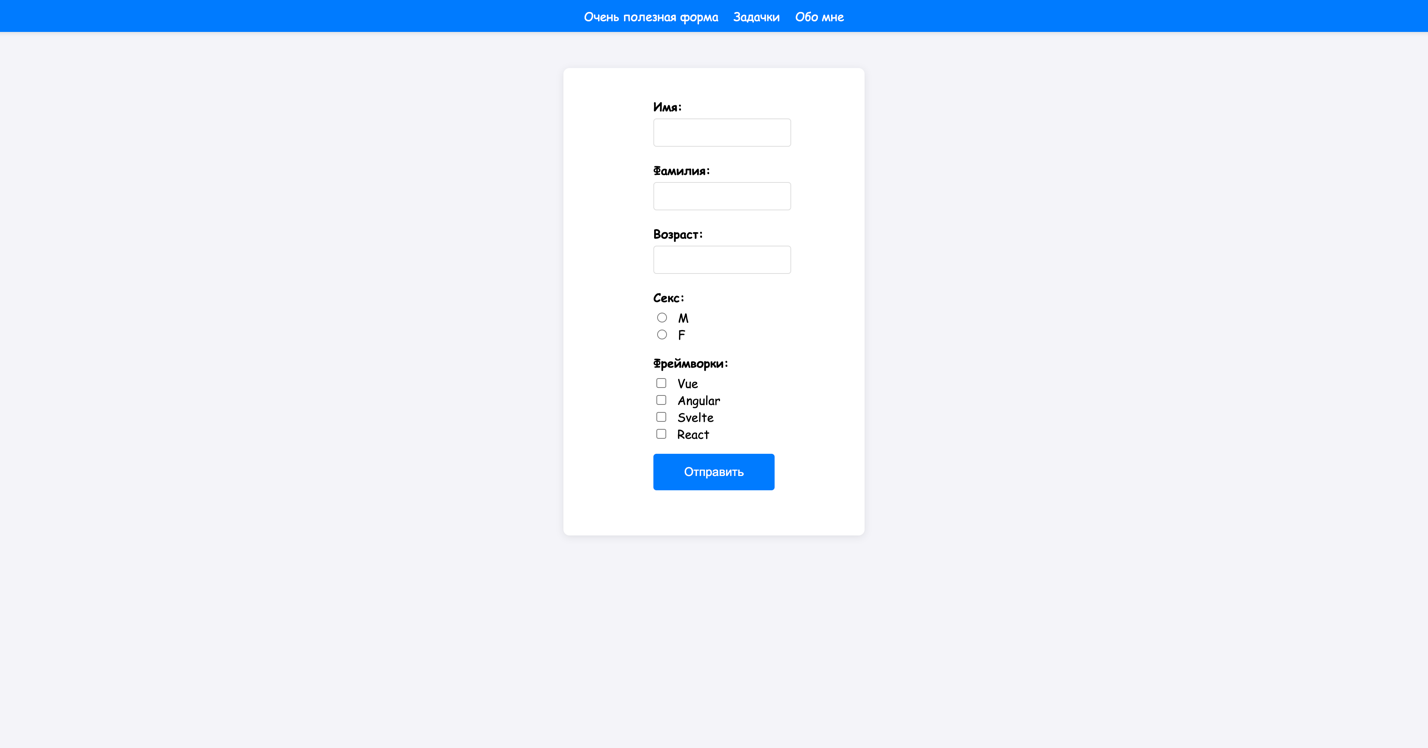 Очень полезная форма Задачки Обо мне
Имя:
Фамилия:
Возраст:
Секс:
M
F
Фреймворки:
Vue
Angular
Svelte
React
Отправить